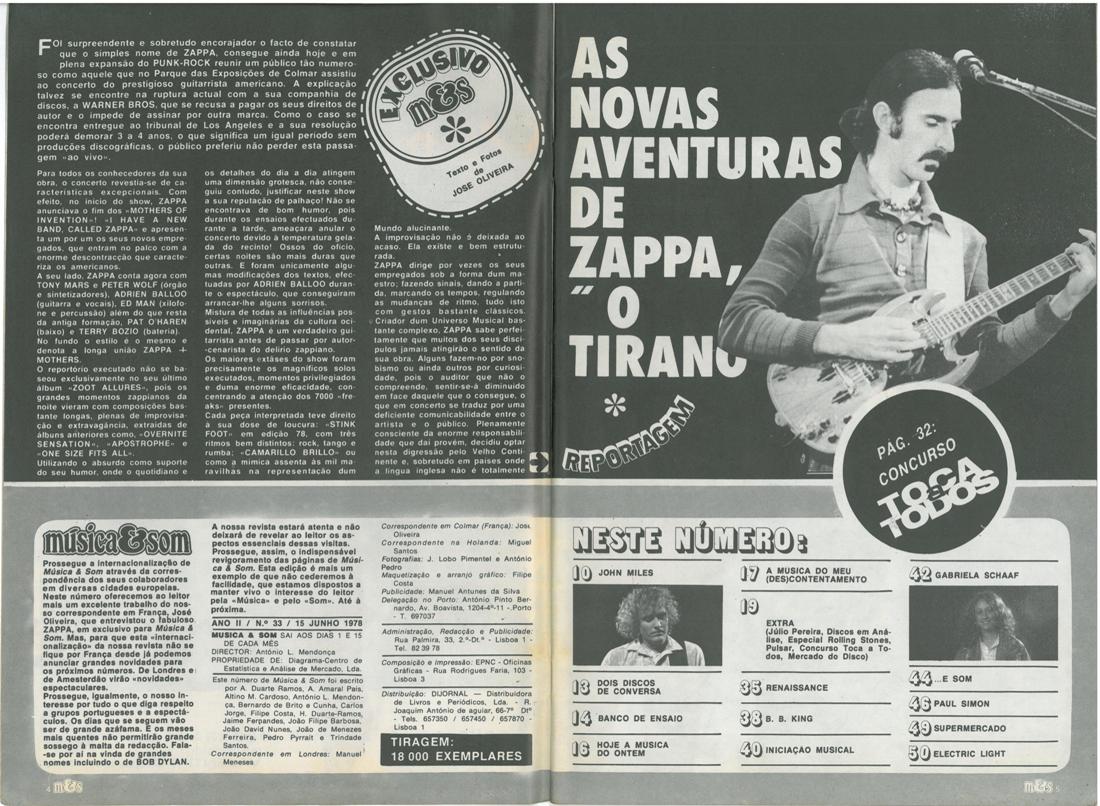 FOI surpreendente e sobretudo encorajador o facto de constatar
que o simples nome de ZAPPA, consegue ainda hoje e em
plena expansão do PUNK-ROCK reunir um público tão numero-
so como aquele que no Parque das Exposições de Colmar assistiu
ao concerto do prestigioso guitarrista americano. A explicação
talvez se encontre na ruptura actual com a sua companhia de
discos, a WARNER BROS, que se recusa a pagar os seus direitos de
autor e o impede de assinar por outra marca. Como o caso se
encontra entregue ao tribunal de Los Angeles e a sua resolução
poderá demorar 3 a 4 anos, o que significa um igual período sem
produções discográficas, o público preferiu não perder esta passa-
gem «ao vivo».
EXCLUSIVO
m&s
*
Texto e Fotos
de
JOSE OLIVEIRA
Para todos os conhecedores da sua
obra, o concerto revestia-se de ca-
racterísticas excepcionais. Com
efeito, no início do show, ZAPPA
anunciava o fim dos «MOTHERS OF
INVENTION»! «I HAVE A NEW
BAND, CALLED ZAPPA» e apresen-
ta um por um os seus novos empre-
gados, que entram no palco com a
enorme descontracção que caracte-
riza os americanos.
A seu lado, ZAPPA conta agora com
TONY MARS e PETER WOLF (órgão
e sintetizadores), ADRIEN BALLOO
(guitarra e vocais), ED MAN (xilofo-
ne e percussão) além do que resta
da antiga formação, PAT O'HAREN
(baixo) e TERRY BOZIO (bateria).
No fundo o estilo é o mesmo e
denota a longa união ZAPPA +
MOTHERS.
O reportório executado não se ba-
seou exclusivamente no seu último
álbum «ZOOT ALLURES», pois os
grandes momentos zappianos da
noite vieram com composições bas-
tante longas, plenas de improvisa-
ção e extravagância, extraídas de
álbuns anteriores como, «OVERNITE
SENSATION», «APOSTROPHE» e
«ONE SIZE FITS ALL».
Utilizando o absurdo como suporte
do seu humor, onde o quotidiano e
os detalhes do dia a dia atingem
uma dimensão grotesca, não conse-
guiu contudo, justificar neste show
a sua reputação de palhaço! Não se
encontrava de bom humor, pois
durante os ensaios efectuados du-
rante a tarde, ameaçara anular o
concerto devido à temperatura gela-
da do recinto! Ossos do ofício,
certas noites são mais duras que
outras. E foram unicamente algu-
mas modificações dos textos, efec-
tuadas por ADRIEN BALLOO duran-
te o espectáculo, que conseguiram
arrancar-lhe alguns sorrisos.
Mistura de todas as influências pos-
síveis e imaginárias da cultura oci-
dental, ZAPPA é um verdadeiro gui-
tarrista antes de passar por autor-
-cenarista do delírio zappiano.
Os maiores extâses do show foram
precisamente os magníficos solos
executados, momentos privilegiados
e duma enorme eficacidade, con-
centrando a atenção dos 7000 «fre-
aks» presentes.
Cada peça interpretada teve direito
à sua dose de loucura: «STINK
FOOT» em edição 78, com três
ritmos bem distintos: rock, tango e
rumba; «CAMARILLO BRILLO» ou
como a mímica assenta às mil ma-
ravilhas na representação dum
Mundo alucinante.
A improvisação não é deixada ao
acaso. Ela existe e bem estrutu-
rada.
ZAPPA dirige por vezes os seus
empregados sob a forma dum ma-
estro; fazendo sinais, dando a parti-
da, marcando os tempos, regulando
as mudanças de ritmo, tudo isto
com gestos bastante clássicos.
Criador dum Universo Musical bas-
tante complexo, ZAPPA sabe perfei-
tamente que muitos dos seus discí-
pulos jamais atingirão o sentido da
sua obra. Alguns fazem-no por sno-
bismo ou ainda outros por curiosi-
dade, pois o auditor que não o
compreende, sentir-se-à diminuido
em face daquele que o consegue, o
que em concerto se traduz por uma
deficiente comunicabilidade entre o
artista e o público. Plenamente
consciente da enorme responsabili-
dade que daí provém, decidiu optar
nesta digressão pelo Velho Conti-
nente e, sobretudo em países onde
a língua inglesa não é totalmente
AS
NOVAS
AVENTURAS
DE
ZAPPA,
"O
TIRANO
*
REPORTAGEM
PÁG. 32:
CONCURSO
TOCA
a
TODOS
música&som
Prossegue a internacionalização de
Música & Som através da corres-
pondência dos seus colaboradores
em diversas cidades europeias.
Neste número oferecemos ao leitor
mais um excelente trabalho do nos-
so correspondente em França, José
Oliveira, que entrevistou o fabuloso
ZAPPA, em exclusivo para Música &
Som. Mas, para que esta «internaci-
onalização» da nossa revista não se
fique por França desde já podemos
anunciar grandes novidades para
os próximos números. De Londres e
de Amesterdão virão «novidades»
espectaculares.
Prossegue, igualmente, o nosso in-
teresse por tudo o que diga respeito
a grupos portugueses e a espectá-
culos. Os dias que se seguem vão
ser de grande azáfama. E os meses
mais quentes não permitirão grande
sossego à malta da redacção. Fala-
-se por aí na vinda de grandes
nomes incluindo o de BOB DYLAN.
A nossa revista estará atenta e não
deixará de revelar ao leitor os as-
pectos essenciais dessas visitas.
Prossegue, assim, o indispensável
revigoramento das páginas de Músi-
ca & Som. Esta edição é mais um
exemplo de que não cederemos à
facilidade, que estamos dispostos a
manter vivo o interesse do leitor
pela «Música» e pelo «Som». Até à
próxima.
ANO II / N.º 33 / 15 JUNHO 1978
MUSICA & SOM SAI AOS DIAS 1 E 15
DE CADA MÊS
DIRECTOR: António L. Mendonça
PROPRIEDADE DE: Diagrama-Centro de
Estatística e Análise de Mercado, Lda.
Este número de Música & Som foi escrito
por A. Duarte Ramos, A. Amaral Pais,
Altino M. Cardoso, António L. Mendon-
ça, Bernardo de Brito e Cunha, Carlos
Jorge, Filipe Costa, H. Duarte-Ramos,
Jaime Ferpandes, João Filipe Barbosa,
João David Nunes, João de Menezes
Ferreira, Pedro Pyrrait e Trindade
Santos.
Correspondente em Londres: Manuel
Meneses
Correspondente em Colmar (França): José
Oliveira
Correspondente na Holanda: Miguel
Santos
Fotografias: J. Lobo Pimentel e António
Pedro
Maquetização e arranjo gráfico: Filipe
Costa
Publicidade: Manuel Antunes da Silva
Delegação no Porto: António Pinto Ber-
nardo, Av. Boavista, 1204-4º-11 - Porto
- T. 697037
Administração, Redacção e Publicidade:
Rua Palmira, 33, 2.º-Dt.º - Lisboa 1 -
Tel. 82 39 78
Composição e impressão: EPNC - Oficinas
Gráficas - Rua Rodrigues Faria, 103 -
Lisboa 3
Distribuição: DIJORNAL — Distribuidora
de Livros e Periódicos, Lda. - R.
Joaquim António de aguiar, 66-7º Dtº
- Tels. 657350 / 657450 / 657870 -
Lisboa 1
TIRAGEM:
18 000 EXEMPLARES
NESTE NÚMERO:
10 JOHN MILES
13 DOIS DISCOS
DE CONVERSA
14 BANCO DE ENSAIO
16 HOJE A MUSICA
DO ONTEM
17 A MUSICA DO MEU
(DES)CONTENTAMENTO
19
EXTRA
(Júlio Pereira, Discos em Aná-
lise, Especial Rolling Stones,
Pulsar, Concurso Toca a To-
dos, Mercado do Disco)
35 RENAISSANCE
38 B. B. KING
40 INICIAÇAO MUSICAL
42 GABRIELA SCHAAF
44 ...E SOM
46 PAUL SIMON
49 SUPERMERCADO
50 ELECTRIC LIGHT
4 m&s
m&s 5